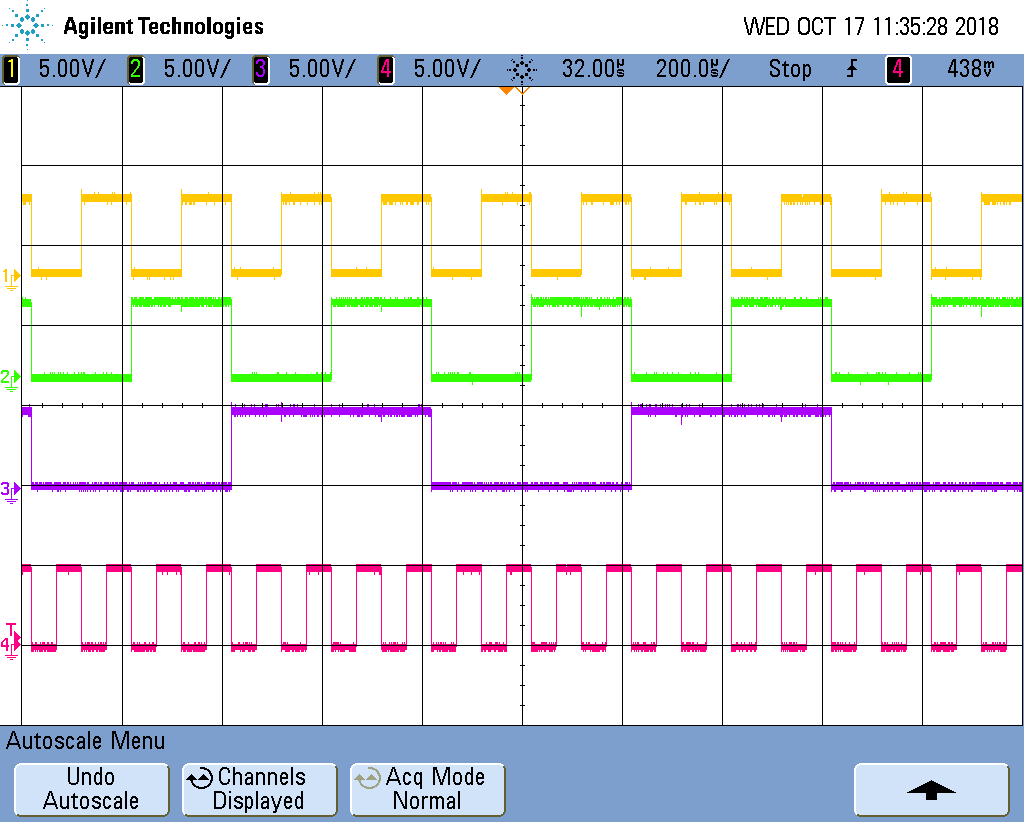 Agilent Technologies
WED OCT 17 11:35:28 2018
1 5.00V/ 2 5.00V/ 3 5.00V/ 4 5.00V/ 32.00µs 200.0µs/ Stop 4 438mV
1
2
3
T
4
Autoscale Menu
Undo
Autoscale
Channels
Displayed
Acq Mode
Normal